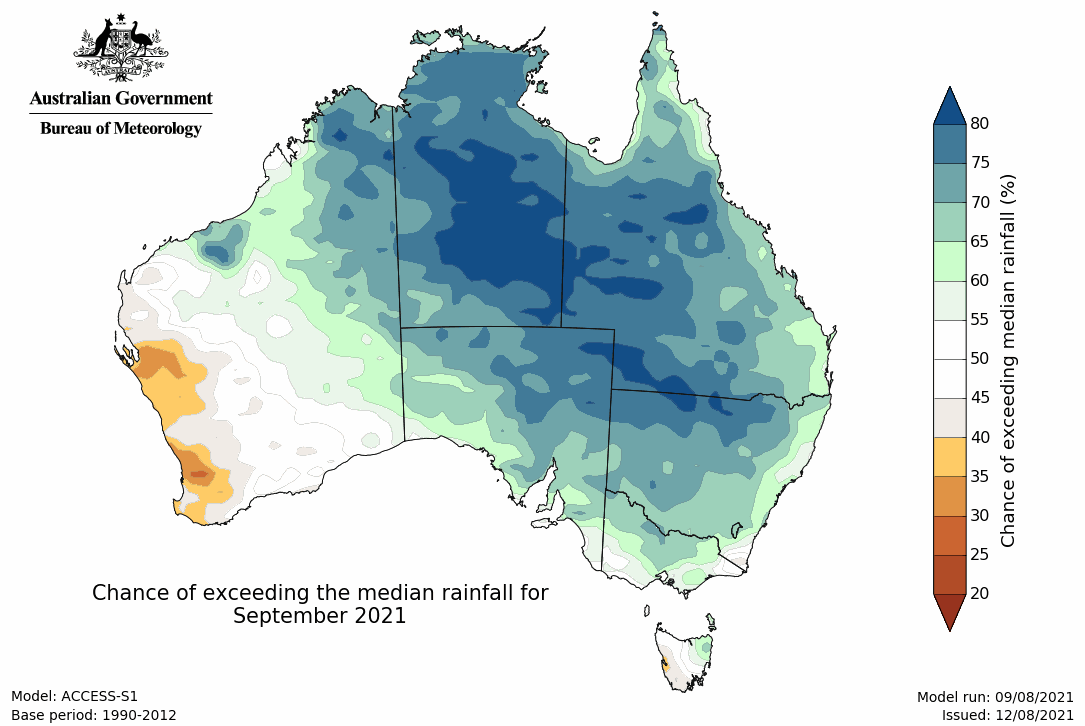 Australian Government
Bureau of Meteorology
80
75
70
65
60
55
50
45
40
35
30
25
20
Chance of exceeding median rainfall (%)
Chance of exceeding the median rainfall for
September 2021
Model: ACCESS-S1
Base period: 1990-2012
Model run: 09/08/2021
Issued: 12/08/2021